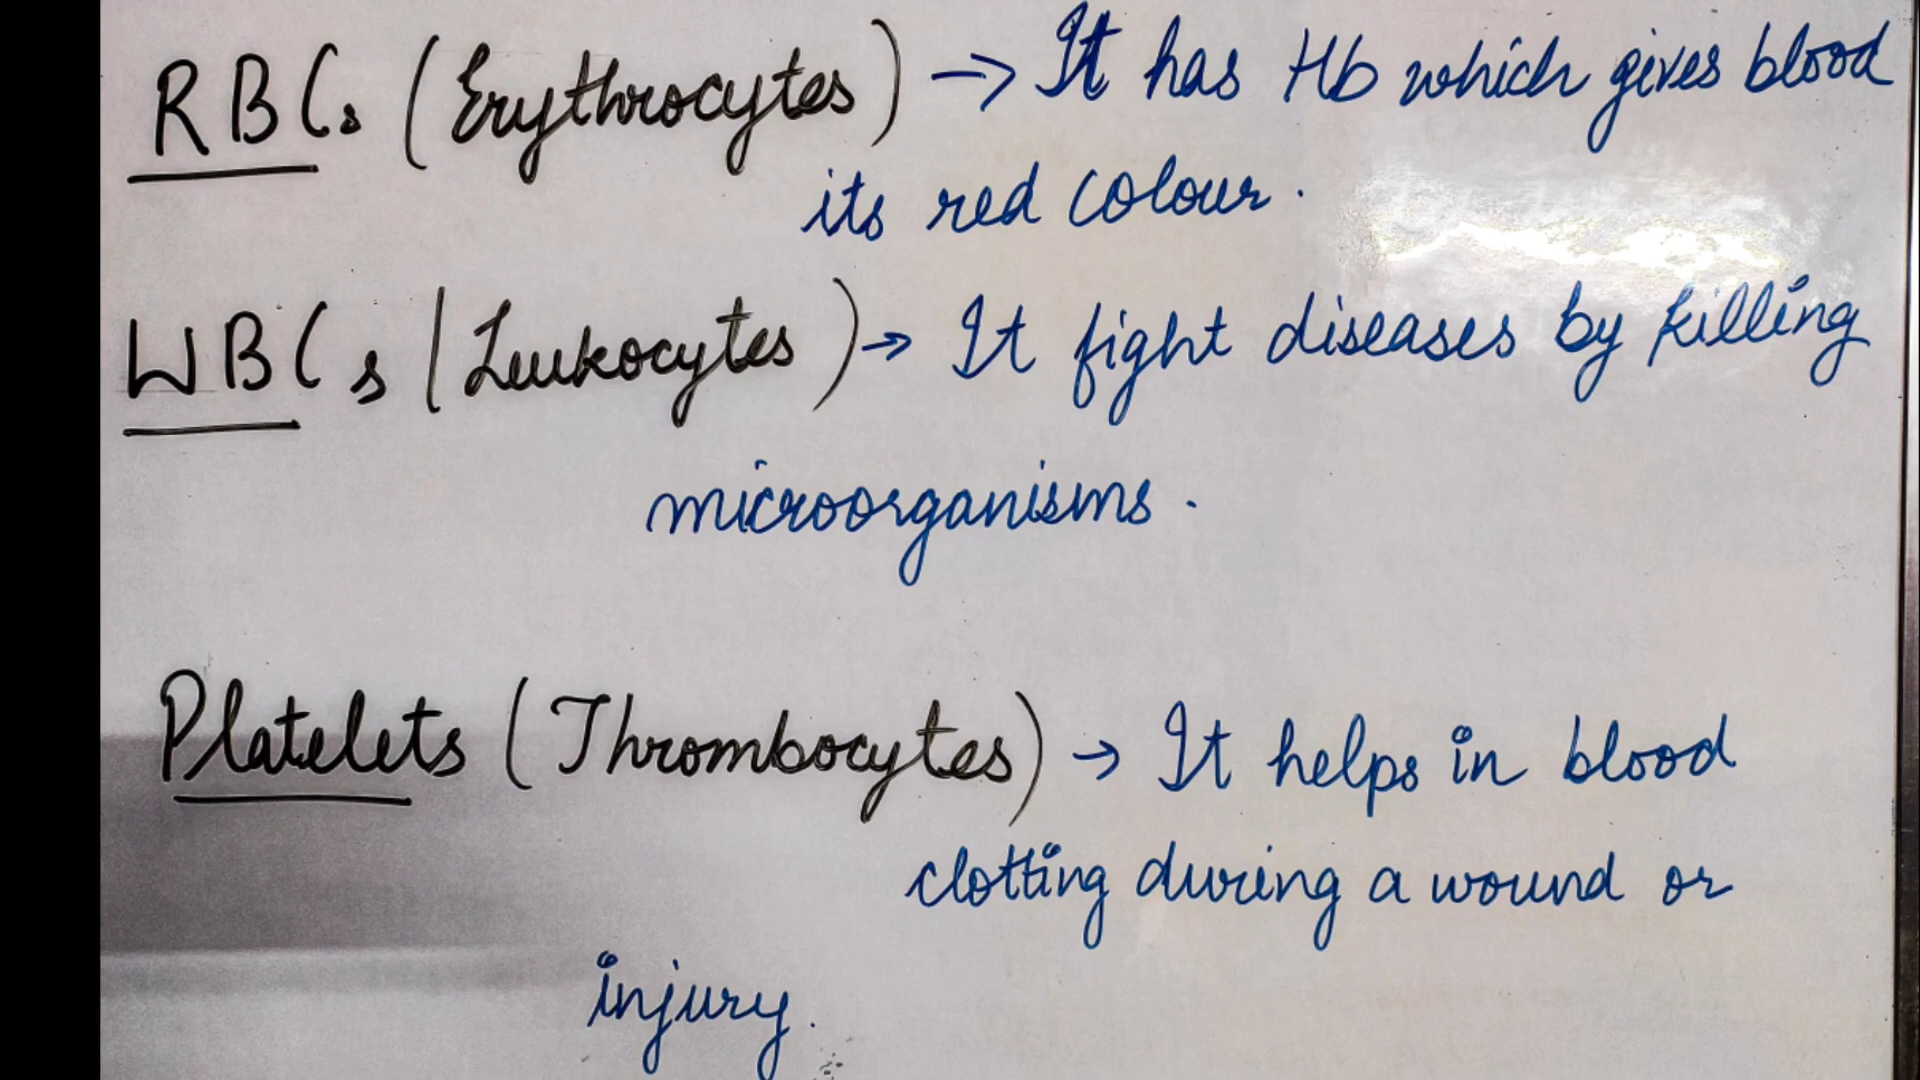 RBCs (Erythrocytes) → It has Hb which gives blood
its red colour.
WBCs (Leukocytes) → It fight diseases by killing
microorganisms.
Platelets (Thrombocytes) → It helps in blood
clotting during a wound or
injury.